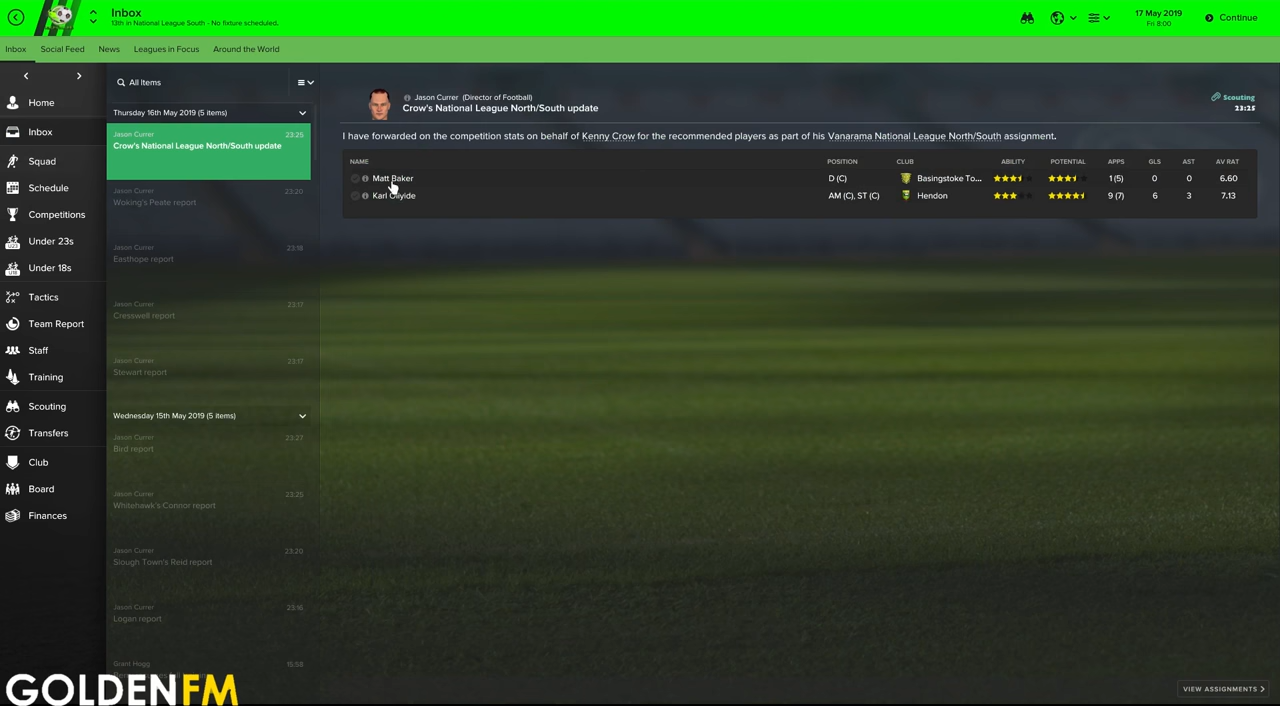 Inbox
13th in National League South - No fixture scheduled.
17 May 2019
Fri 8:00
Continue
Inbox
Social Feed
News
Leagues in Focus
Around the World
Home
Inbox
Squad
Schedule
Competitions
Under 23s
Under 18s
Tactics
Team Report
Staff
Training
Scouting
Transfers
Club
Board
Finances
All Items
Thursday 16th May 2019 (5 items)
Jason Currer 23:25
Crow's National League North/South update
Jason Currer 23:20
Woking's Peate report
Jason Currer 23:18
Easthope report
Jason Currer 23:17
Cresswell report
Jason Currer 23:17
Stewart report
Wednesday 15th May 2019 (5 items)
Jason Currer 23:27
Bird report
Jason Currer 23:25
Whitehawk's Connor report
Jason Currer 23:20
Slough Town's Reid report
Jason Currer 23:16
Logan report
Grant Hogg 15:58
Jason Currer (Director of Football)
Crow's National League North/South update
Scouting
23:25
I have forwarded on the competition stats on behalf of Kenny Crow for the recommended players as part of his Vanarama National League North/South assignment.
NAME POSITION CLUB ABILITY POTENTIAL APPS GLS AST AV RAT
Matt Baker D (C) Basingstoke To... 1 (5) 0 0 6.60
Karl Oliyide AM (C), ST (C) Hendon 9 (7) 6 3 7.13
VIEW ASSIGNMENTS
GOLDENFM